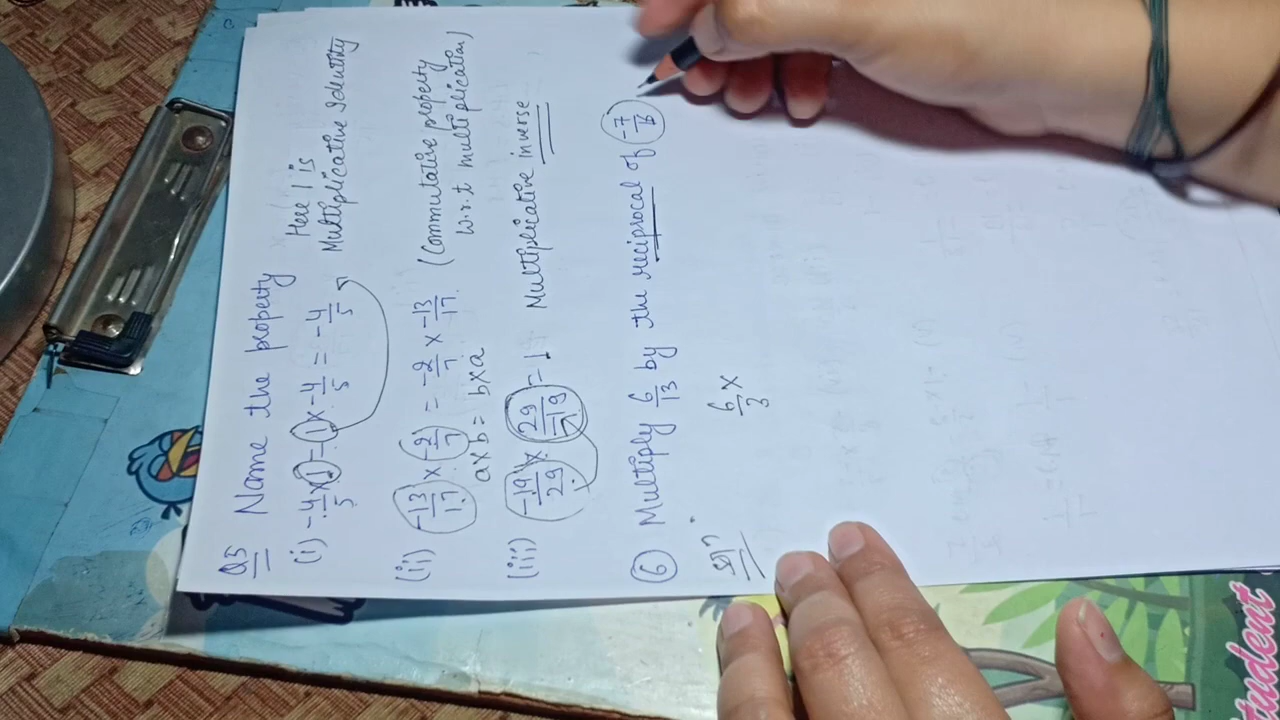 Q5 Name the property
(i) -4/5 × 1 = 1 × -4/5 = -4/5 Here 1 is
Multiplicative Identity
(ii) -13/17 × (-2/7) = -2/7 × -13/17 (Commutative property
w.r.t multiplication)
a×b = b×a
(iii) (-19/29) × (29/-19) = 1 Multiplicative inverse
6 Multiply 6/13 by the reciprocal of (-7/16)
6/3 ×
student